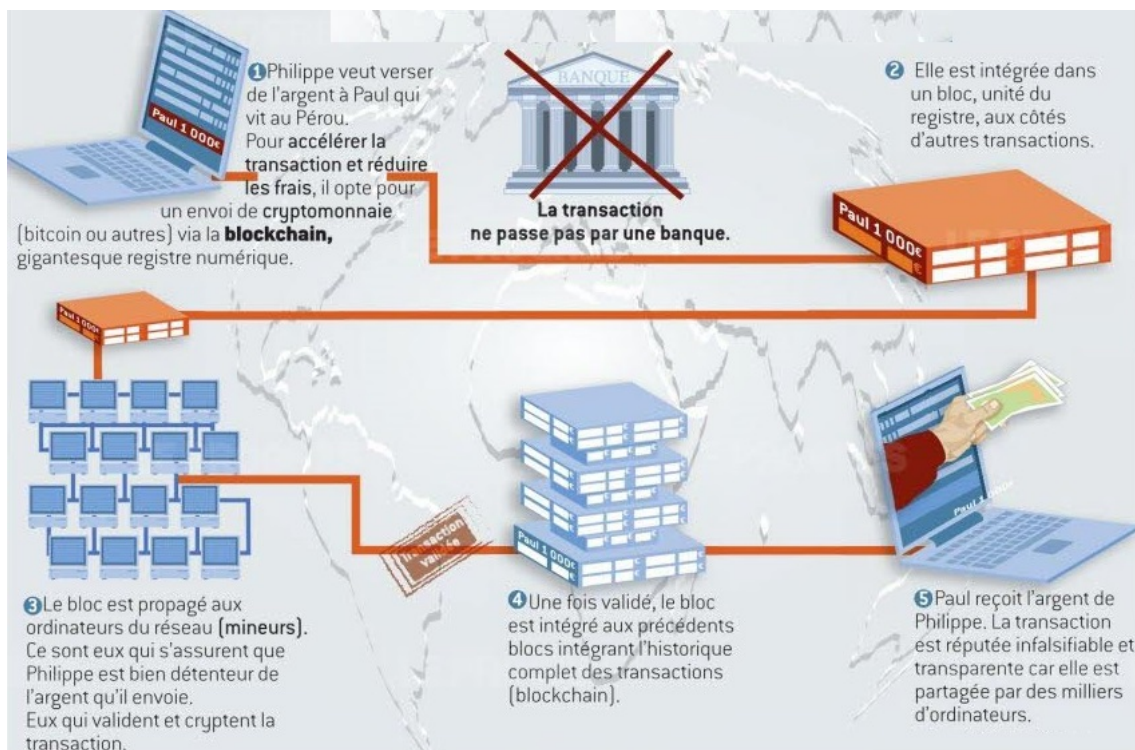 Paul 1 000€
❶Philippe veut verser
de l'argent à Paul qui
vit au Pérou.
Pour accélérer la
transaction et réduire
les frais, il opte pour
un envoi de cryptomonnaie
(bitcoin ou autres) via la blockchain,
gigantesque registre numérique.
BANQUE
La transaction
ne passe pas par une banque.
❷ Elle est intégrée dans
un bloc, unité du
registre, aux côtés
d'autres transactions.
Paul 1 000€
Paul 1 000€
❸Le bloc est propagé aux
ordinateurs du réseau (mineurs).
Ce sont eux qui s'assurent que
Philippe est bien détenteur de
l'argent qu'il envoie.
Eux qui valident et cryptent la
transaction.
Transaction
validée
Paul 1 000€
❹Une fois validé, le bloc
est intégré aux précédents
blocs intégrant l'historique
complet des transactions
(blockchain).
Paul 1 000€
❺Paul reçoit l'argent de
Philippe. La transaction
est réputée infalsifiable et
transparente car elle est
partagée par des milliers
d'ordinateurs.